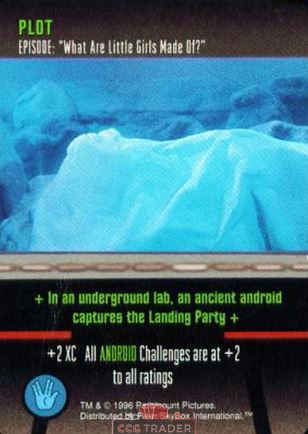 PLOT
EPISODE: "What Are Little Girls Made Of?"
+ In an underground lab, an ancient android
captures the Landing Party +
+2 XC All ANDROID Challenges are at +2
to all ratings
TM & © 1996 Paramount Pictures.
Distributed by SkyBox International.™
CCG TRADER